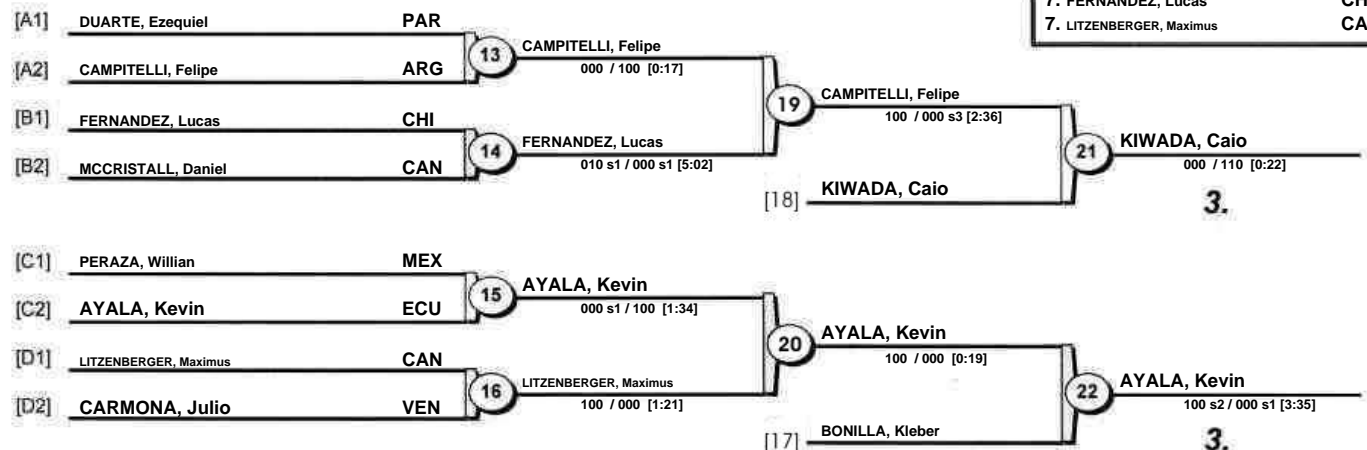 7. FERNANDEZ, Lucas CH
7. LITZENBERGER, Maximus CA
[A1] DUARTE, Ezequiel PAR
13 CAMPITELLI, Felipe
000 / 100 [0:17]
[A2] CAMPITELLI, Felipe ARG
19 CAMPITELLI, Felipe
100 / 000 s3 [2:36]
[B1] FERNANDEZ, Lucas CHI
14 FERNANDEZ, Lucas
010 s1 / 000 s1 [5:02]
[B2] MCCRISTALL, Daniel CAN
21 KIWADA, Caio
000 / 110 [0:22]
[18] KIWADA, Caio
3.
[C1] PERAZA, Willian MEX
15 AYALA, Kevin
000 s1 / 100 [1:34]
[C2] AYALA, Kevin ECU
20 AYALA, Kevin
100 / 000 [0:19]
[D1] LITZENBERGER, Maximus CAN
16 LITZENBERGER, Maximus
100 / 000 [1:21]
[D2] CARMONA, Julio VEN
22 AYALA, Kevin
100 s2 / 000 s1 [3:35]
[17] BONILLA, Kleber
3.